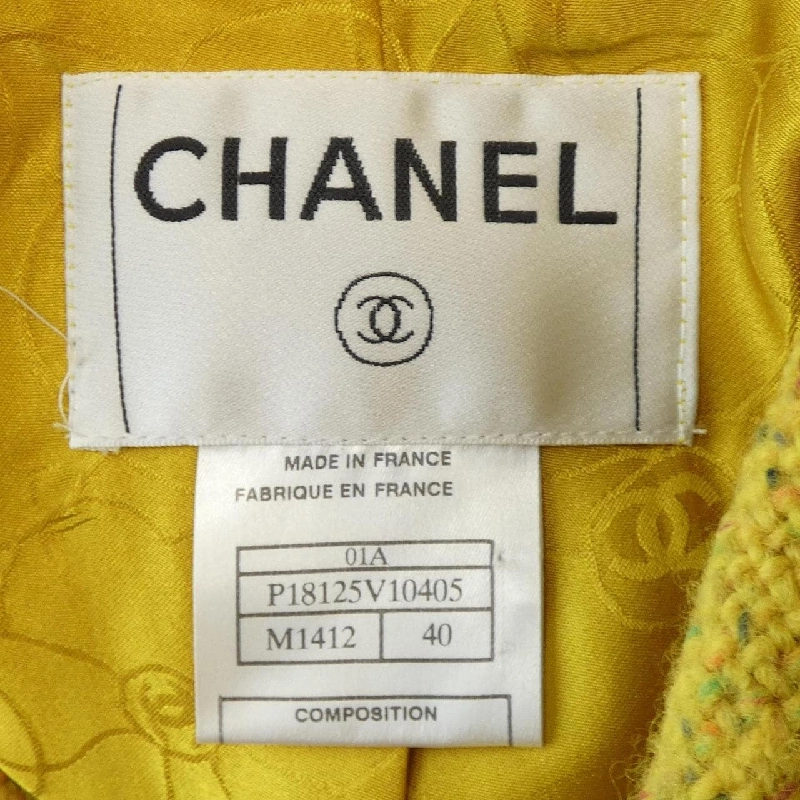 CHANEL
MADE IN FRANCE
FABRIQUE EN FRANCE
01A
P18125V10405
M1412 40
COMPOSITION